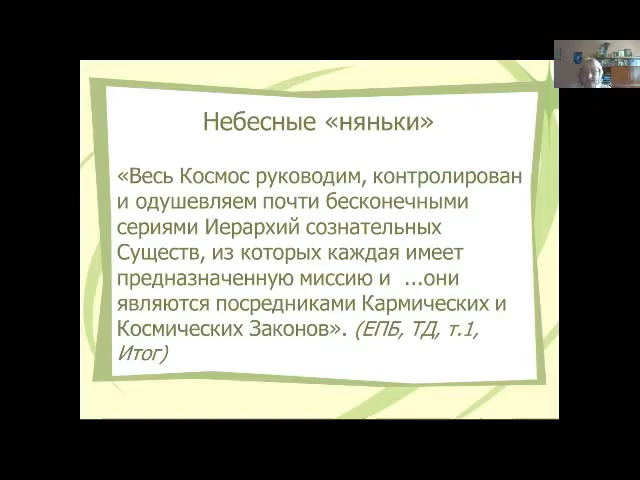 Небесные «няньки»
«Весь Космос руководим, контролирован
и одушевляем почти бесконечными
сериями Иерархий сознательных
Существ, из которых каждая имеет
предназначенную миссию и ...они
являются посредниками Кармических и
Космических Законов». (ЕПБ, ТД, т.1,
Итог)